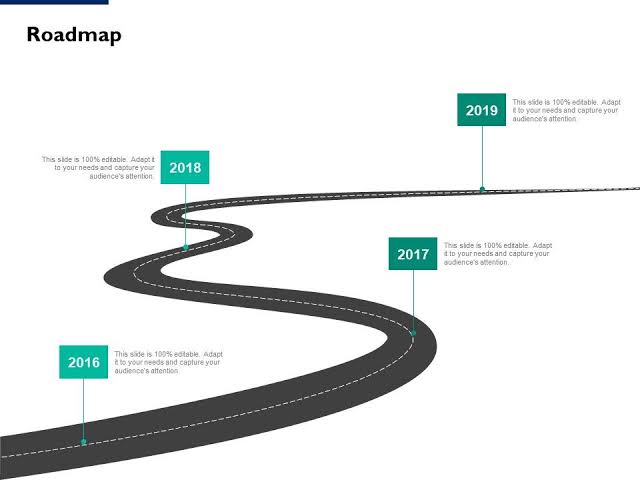 Roadmap
2019
This slide is 100% editable. Adapt
it to your needs and capture your
audience's attention.
This slide is 100% editable. Adapt it
to your needs and capture your
audience's attention.
2018
2017
This slide is 100% editable. Adapt
it to your needs and capture your
audience's attention.
2016
This slide is 100% editable. Adapt
it to your needs and capture your
audience's attention.